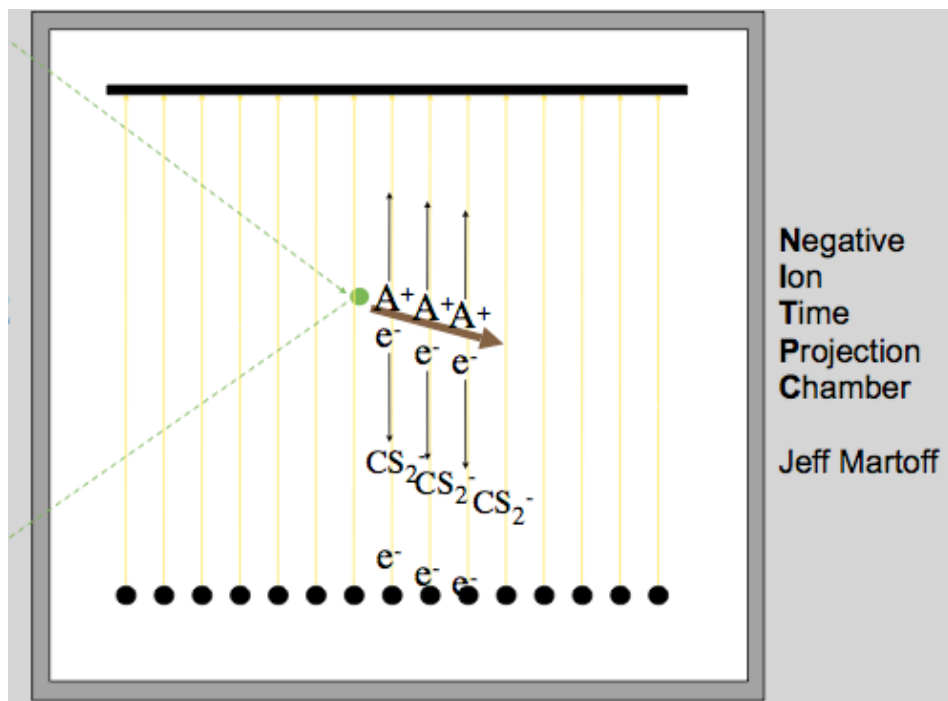 A⁺ A⁺ A⁺
e⁻ e⁻ e⁻
CS₂⁻ CS₂⁻ CS₂⁻
e⁻ e⁻ e⁻
Negative
Ion
Time
Projection
Chamber
Jeff Martoff